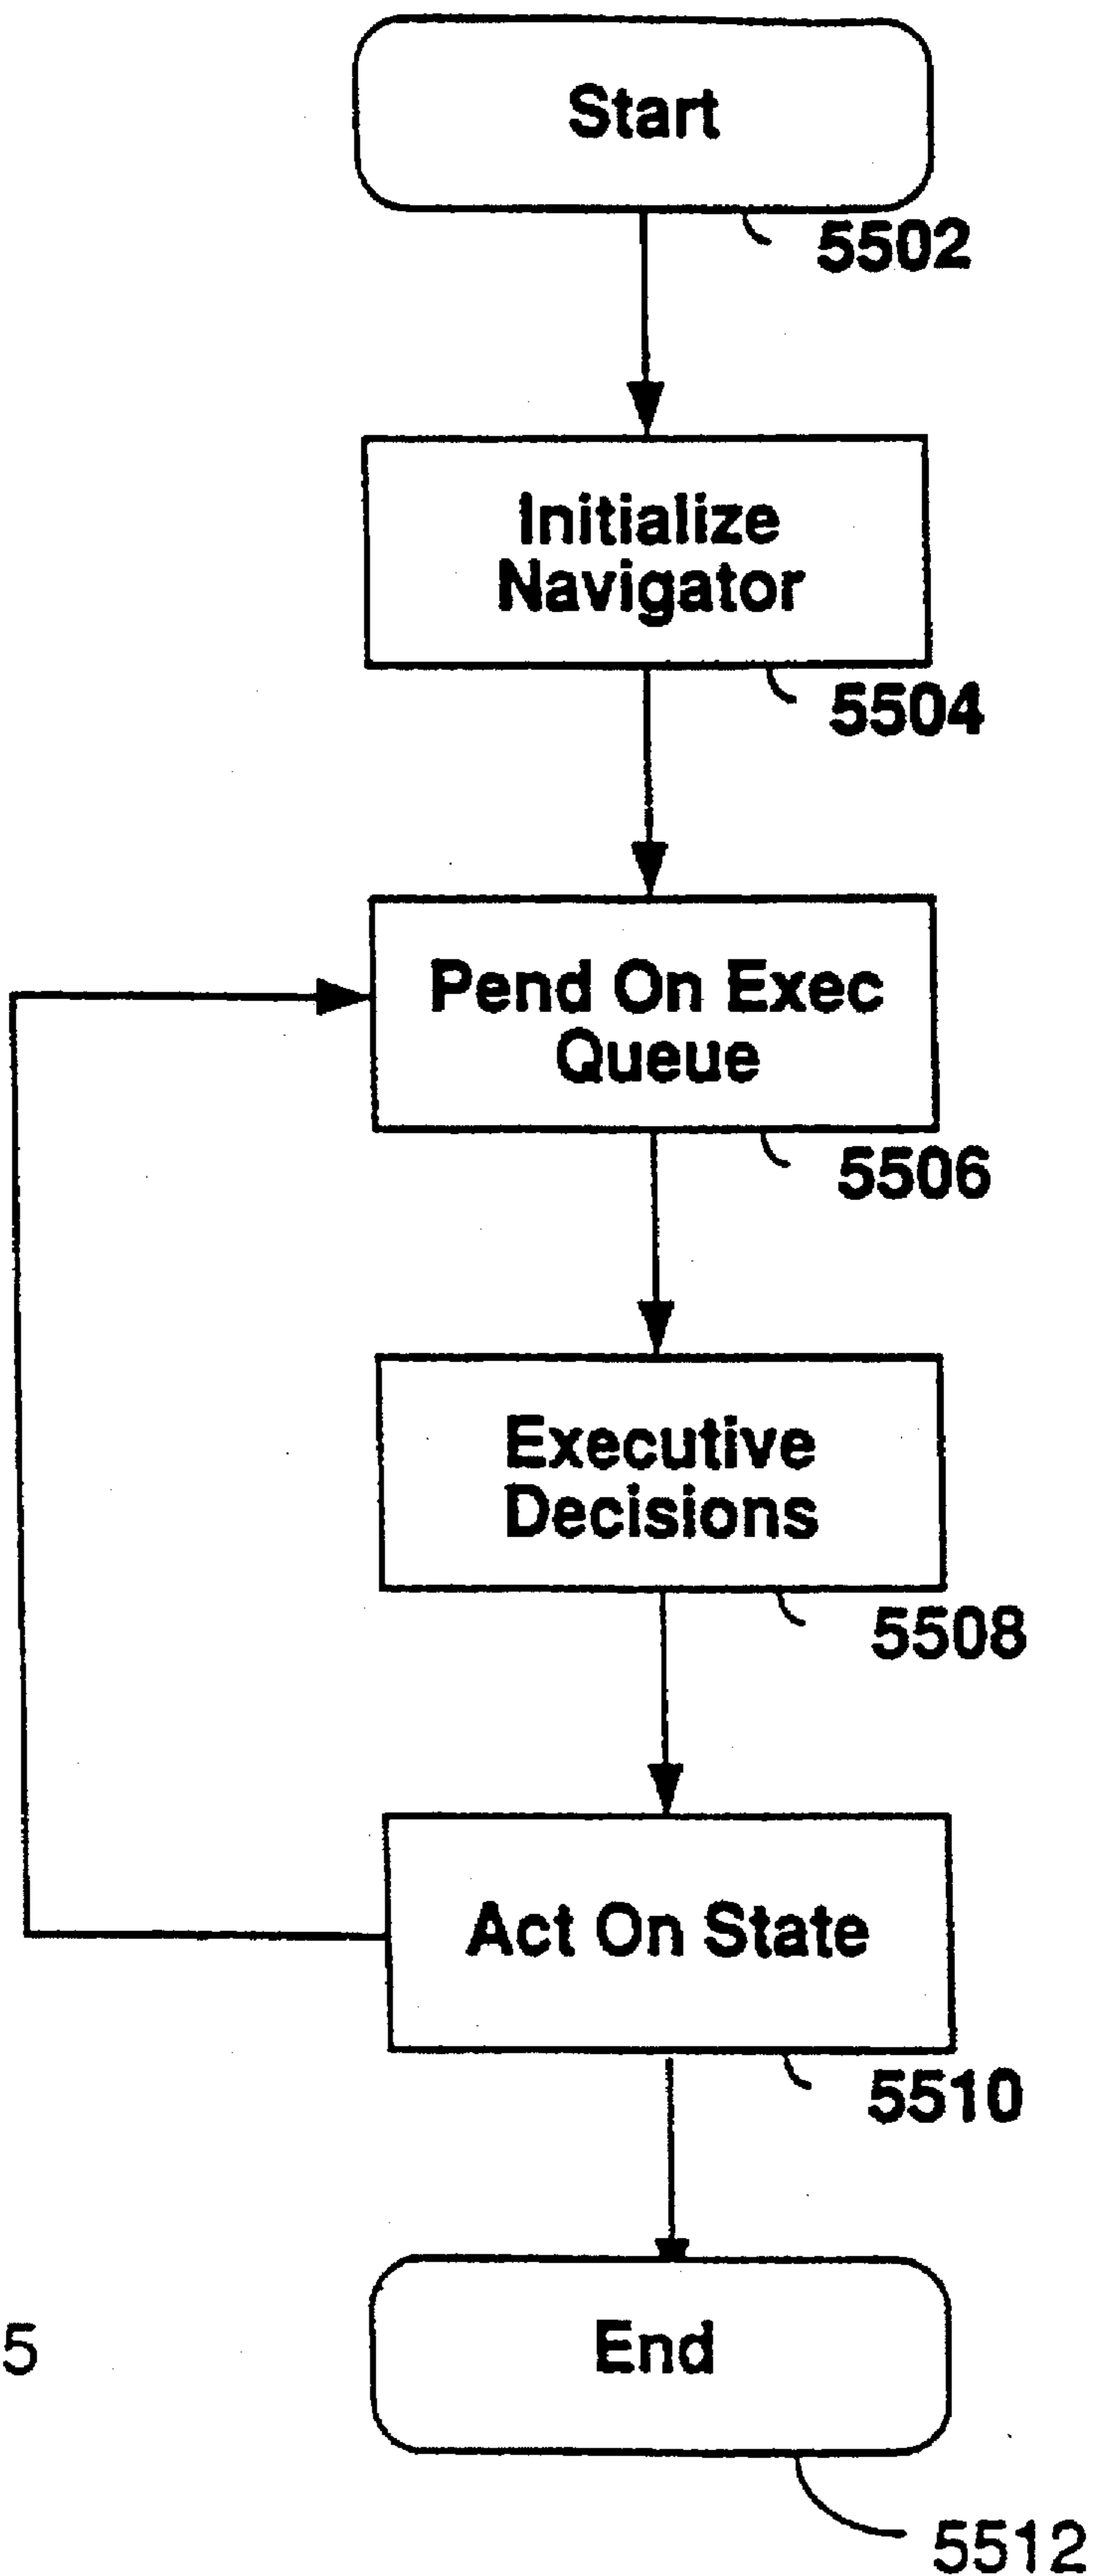 Start
5502
Initialize
Navigator
5504
Pend On Exec
Queue
5506
Executive
Decisions
5508
Act On State
5510
End
5
5512